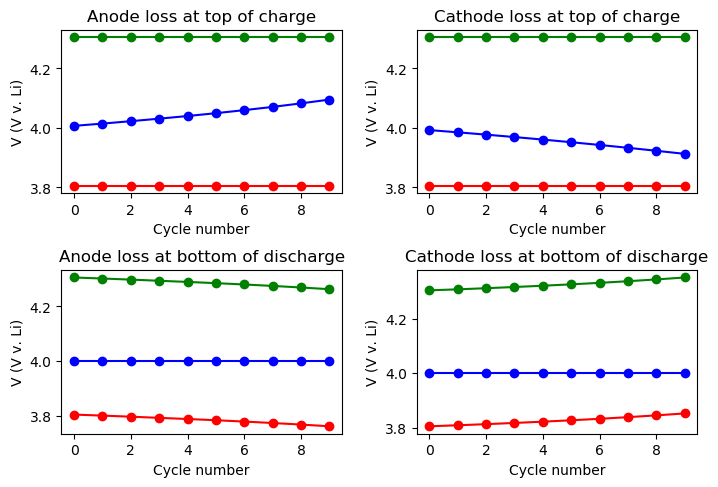 Anode loss at top of charge
V (V v. Li)
4.2
4.0
3.8
0 2 4 6 8
Cycle number
Cathode loss at top of charge
V (V v. Li)
4.2
4.0
3.8
0 2 4 6 8
Cycle number
Anode loss at bottom of discharge
V (V v. Li)
4.2
4.0
3.8
0 2 4 6 8
Cycle number
Cathode loss at bottom of discharge
V (V v. Li)
4.2
4.0
3.8
0 2 4 6 8
Cycle number